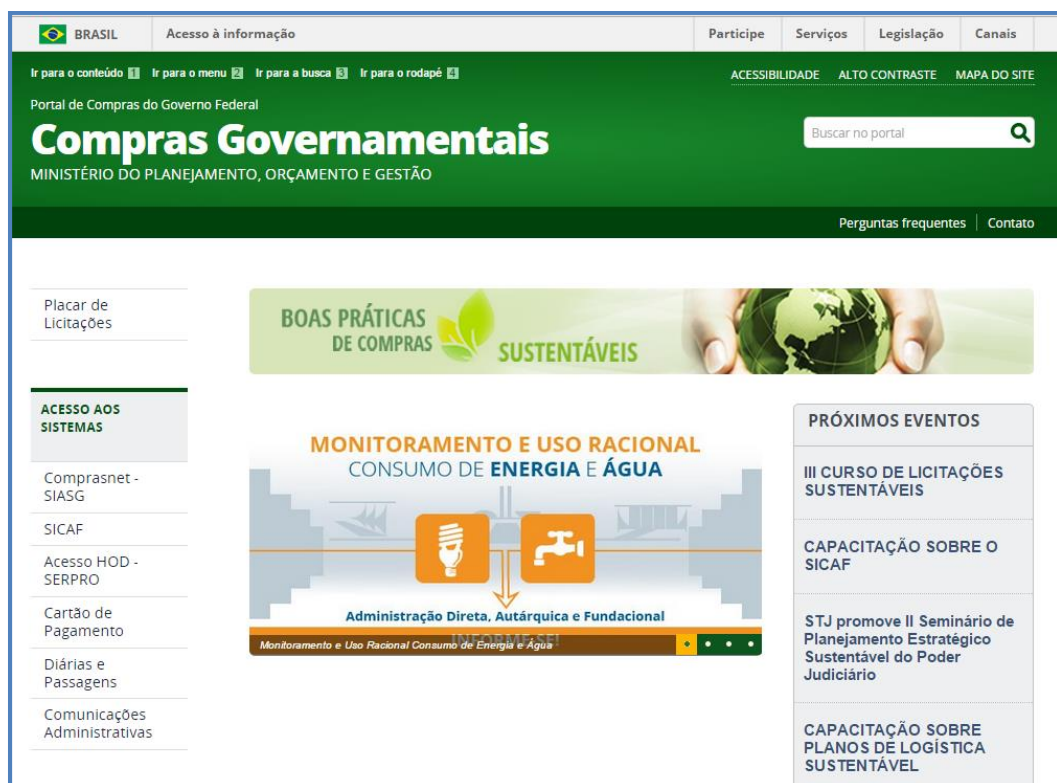 BRASIL
Acesso à informação
Participe
Serviços
Legislação
Canais
Ir para o conteúdo 1
Ir para o menu 2
Ir para a busca 3
Ir para o rodapé 4
ACESSIBILIDADE
ALTO CONTRASTE
MAPA DO SITE
Portal de Compras do Governo Federal
Compras Governamentais
MINISTÉRIO DO PLANEJAMENTO, ORÇAMENTO E GESTÃO
Buscar no portal
Perguntas frequentes
Contato
Placar de
Licitações
ACESSO AOS
SISTEMAS
Comprasnet -
SIASG
SICAF
Acesso HOD -
SERPRO
Cartão de
Pagamento
Diárias e
Passagens
Comunicações
Administrativas
BOAS PRÁTICAS
DE COMPRAS
SUSTENTÁVEIS
MONITORAMENTO E USO RACIONAL
CONSUMO DE ENERGIA E ÁGUA
Administração Direta, Autárquica e Fundacional
INFORME-SE!
Monitoramento e Uso Racional Consumo de Energia e Água
PRÓXIMOS EVENTOS
III CURSO DE LICITAÇÕES
SUSTENTÁVEIS
CAPACITAÇÃO SOBRE O
SICAF
STJ promove II Seminário de
Planejamento Estratégico
Sustentável do Poder
Judiciário
CAPACITAÇÃO SOBRE
PLANOS DE LOGÍSTICA
SUSTENTÁVEL